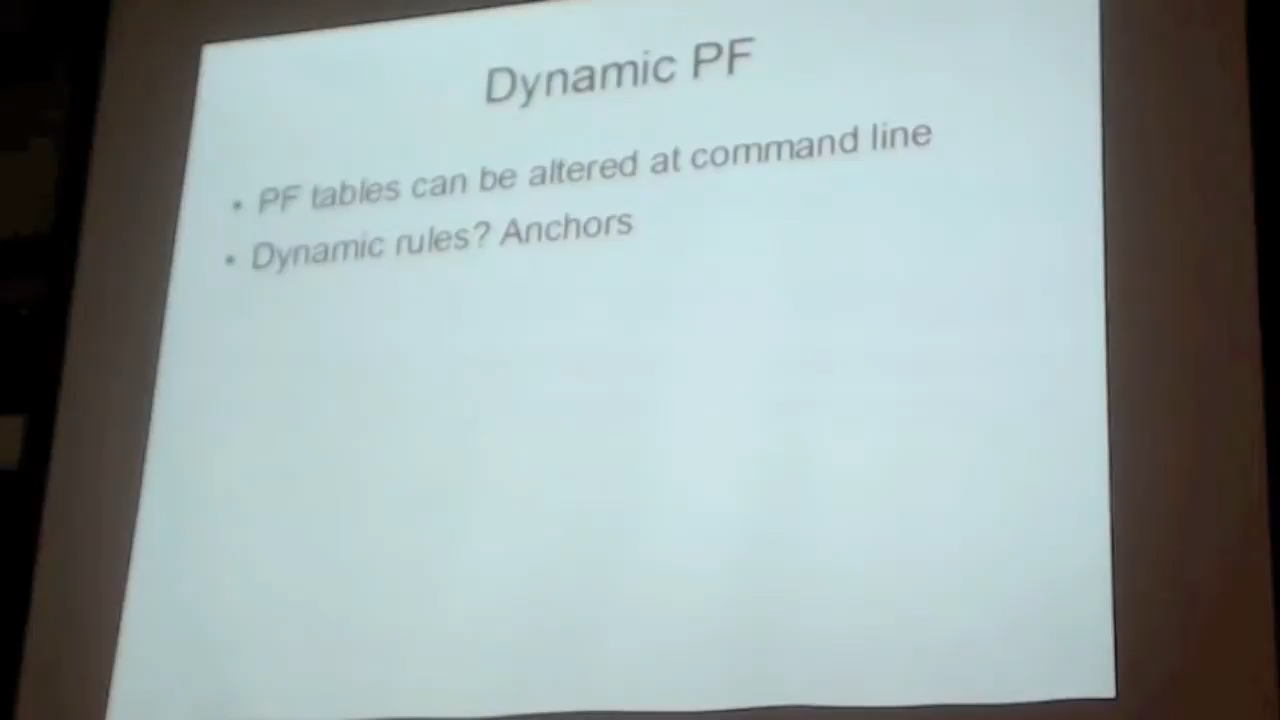 Dynamic PF
• PF tables can be altered at command line
• Dynamic rules? Anchors